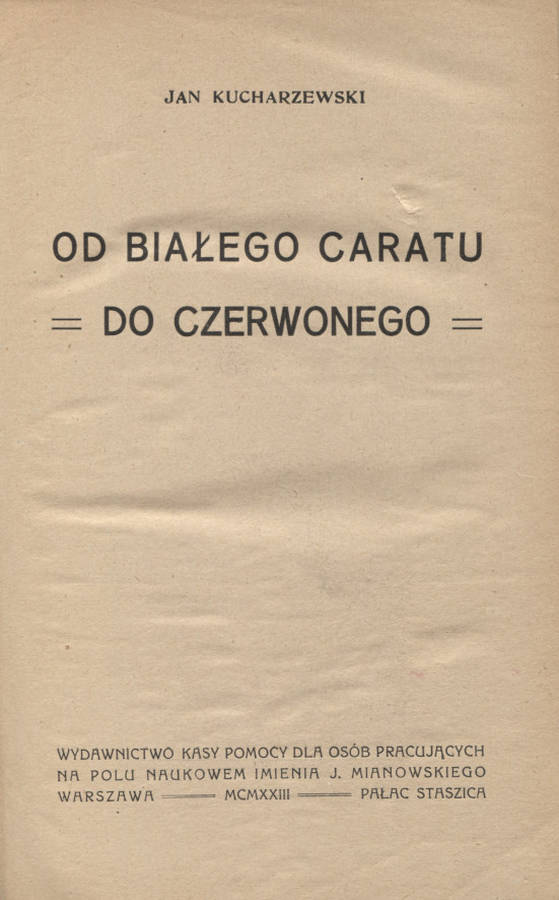 JAN KUCHARZEWSKI
OD BIAŁEGO CARATU
= DO CZERWONEGO =
WYDAWNICTWO KASY POMOCY DLA OSÓB PRACUJĄCYCH
NA POLU NAUKOWEM IMIENIA J. MIANOWSKIEGO
WARSZAWA —— MCMXXIII —— PAŁAC STASZICA